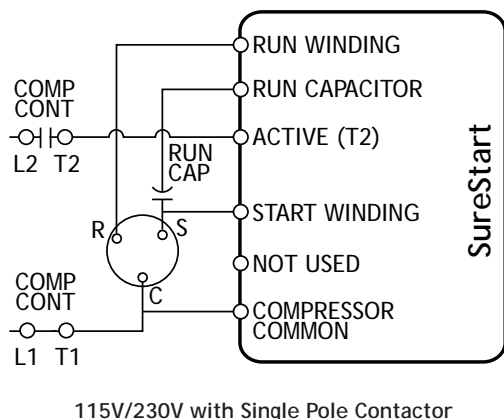 RUN WINDING
COMP
CONT
RUN CAPACITOR
L2 T2
RUN
CAP
ACTIVE (T2)
SureStart
R
S
START WINDING
NOT USED
C
COMP
CONT
COMPRESSOR
COMMON
L1 T1
115V/230V with Single Pole Contactor